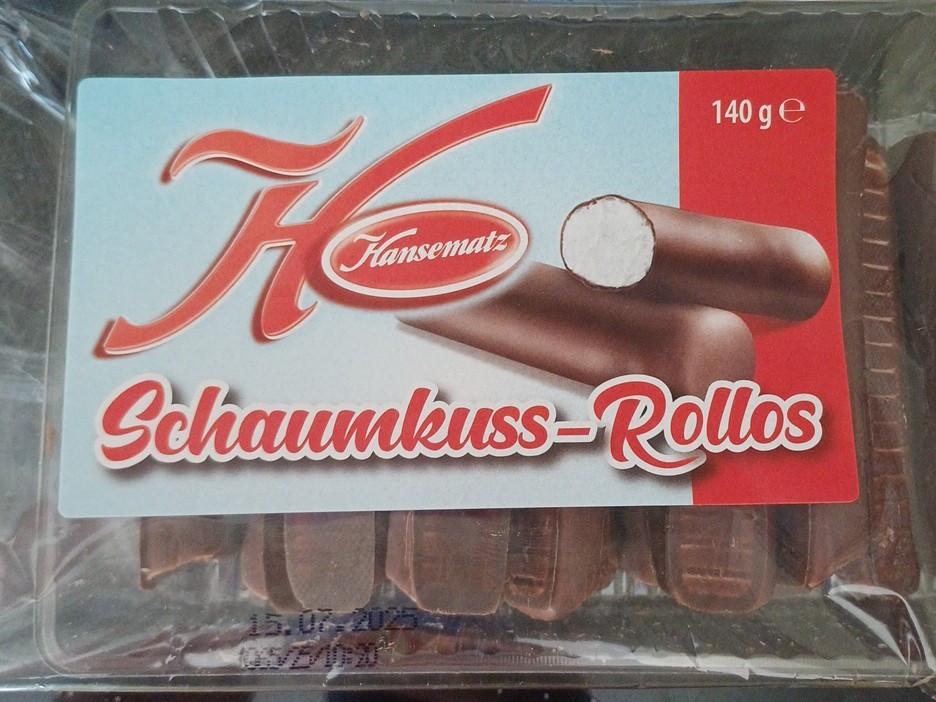 140 g ℮
H
Hansematz
Schaumkuss-Rollos
15.07.2025